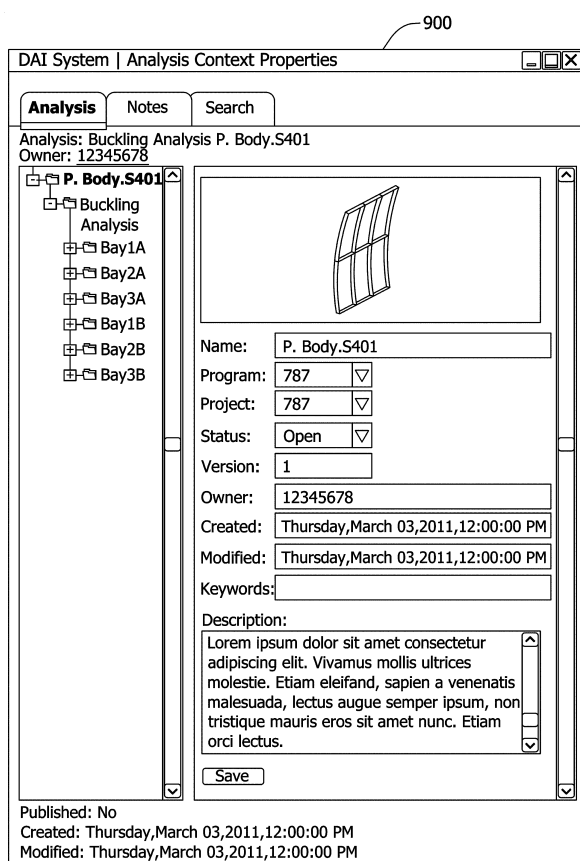 900
DAI System | Analysis Context Properties
Analysis Notes Search
Analysis: Buckling Analysis P. Body.S401
Owner: 12345678
P. Body.S401
Buckling
Analysis
Bay1A
Bay2A
Bay3A
Bay1B
Bay2B
Bay3B
Name: P. Body.S401
Program: 787
Project: 787
Status: Open
Version: 1
Owner: 12345678
Created: Thursday,March 03,2011,12:00:00 PM
Modified: Thursday,March 03,2011,12:00:00 PM
Keywords:
Description:
Lorem ipsum dolor sit amet consectetur
adipiscing elit. Vivamus mollis ultrices
molestie. Etiam eleifand, sapien a venenatis
malesuada, lectus augue semper ipsum, non
tristique mauris eros sit amet nunc. Etiam
orci lectus.
Save
Published: No
Created: Thursday,March 03,2011,12:00:00 PM
Modified: Thursday,March 03,2011,12:00:00 PM